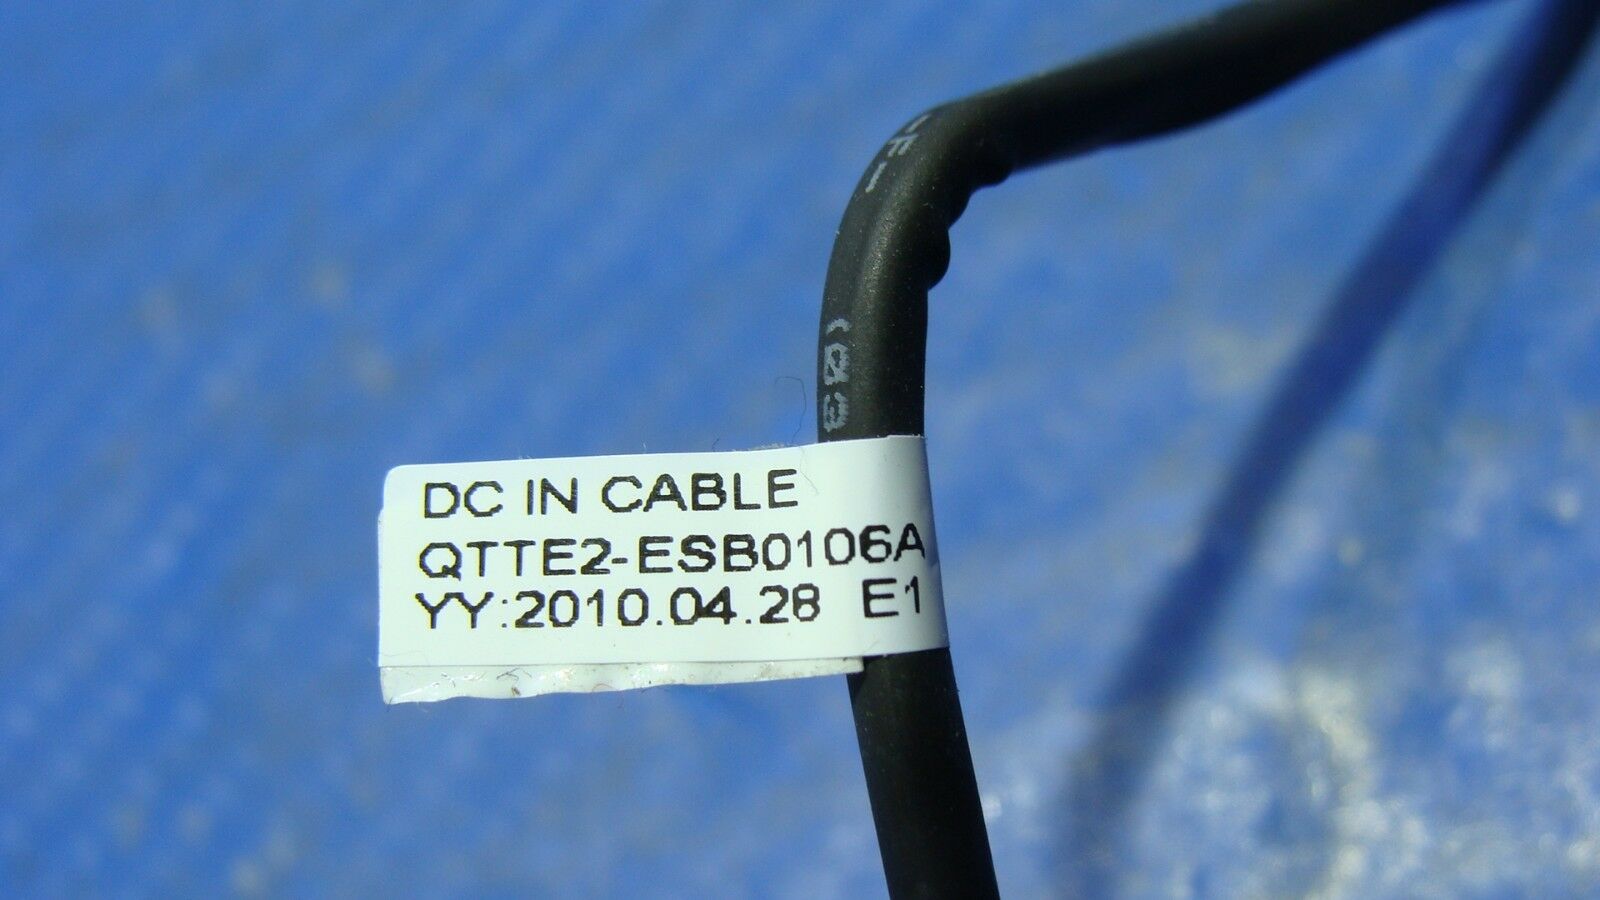 DC IN CABLE
QTTE2-ESB0106A
YY:2010.04.28 E1